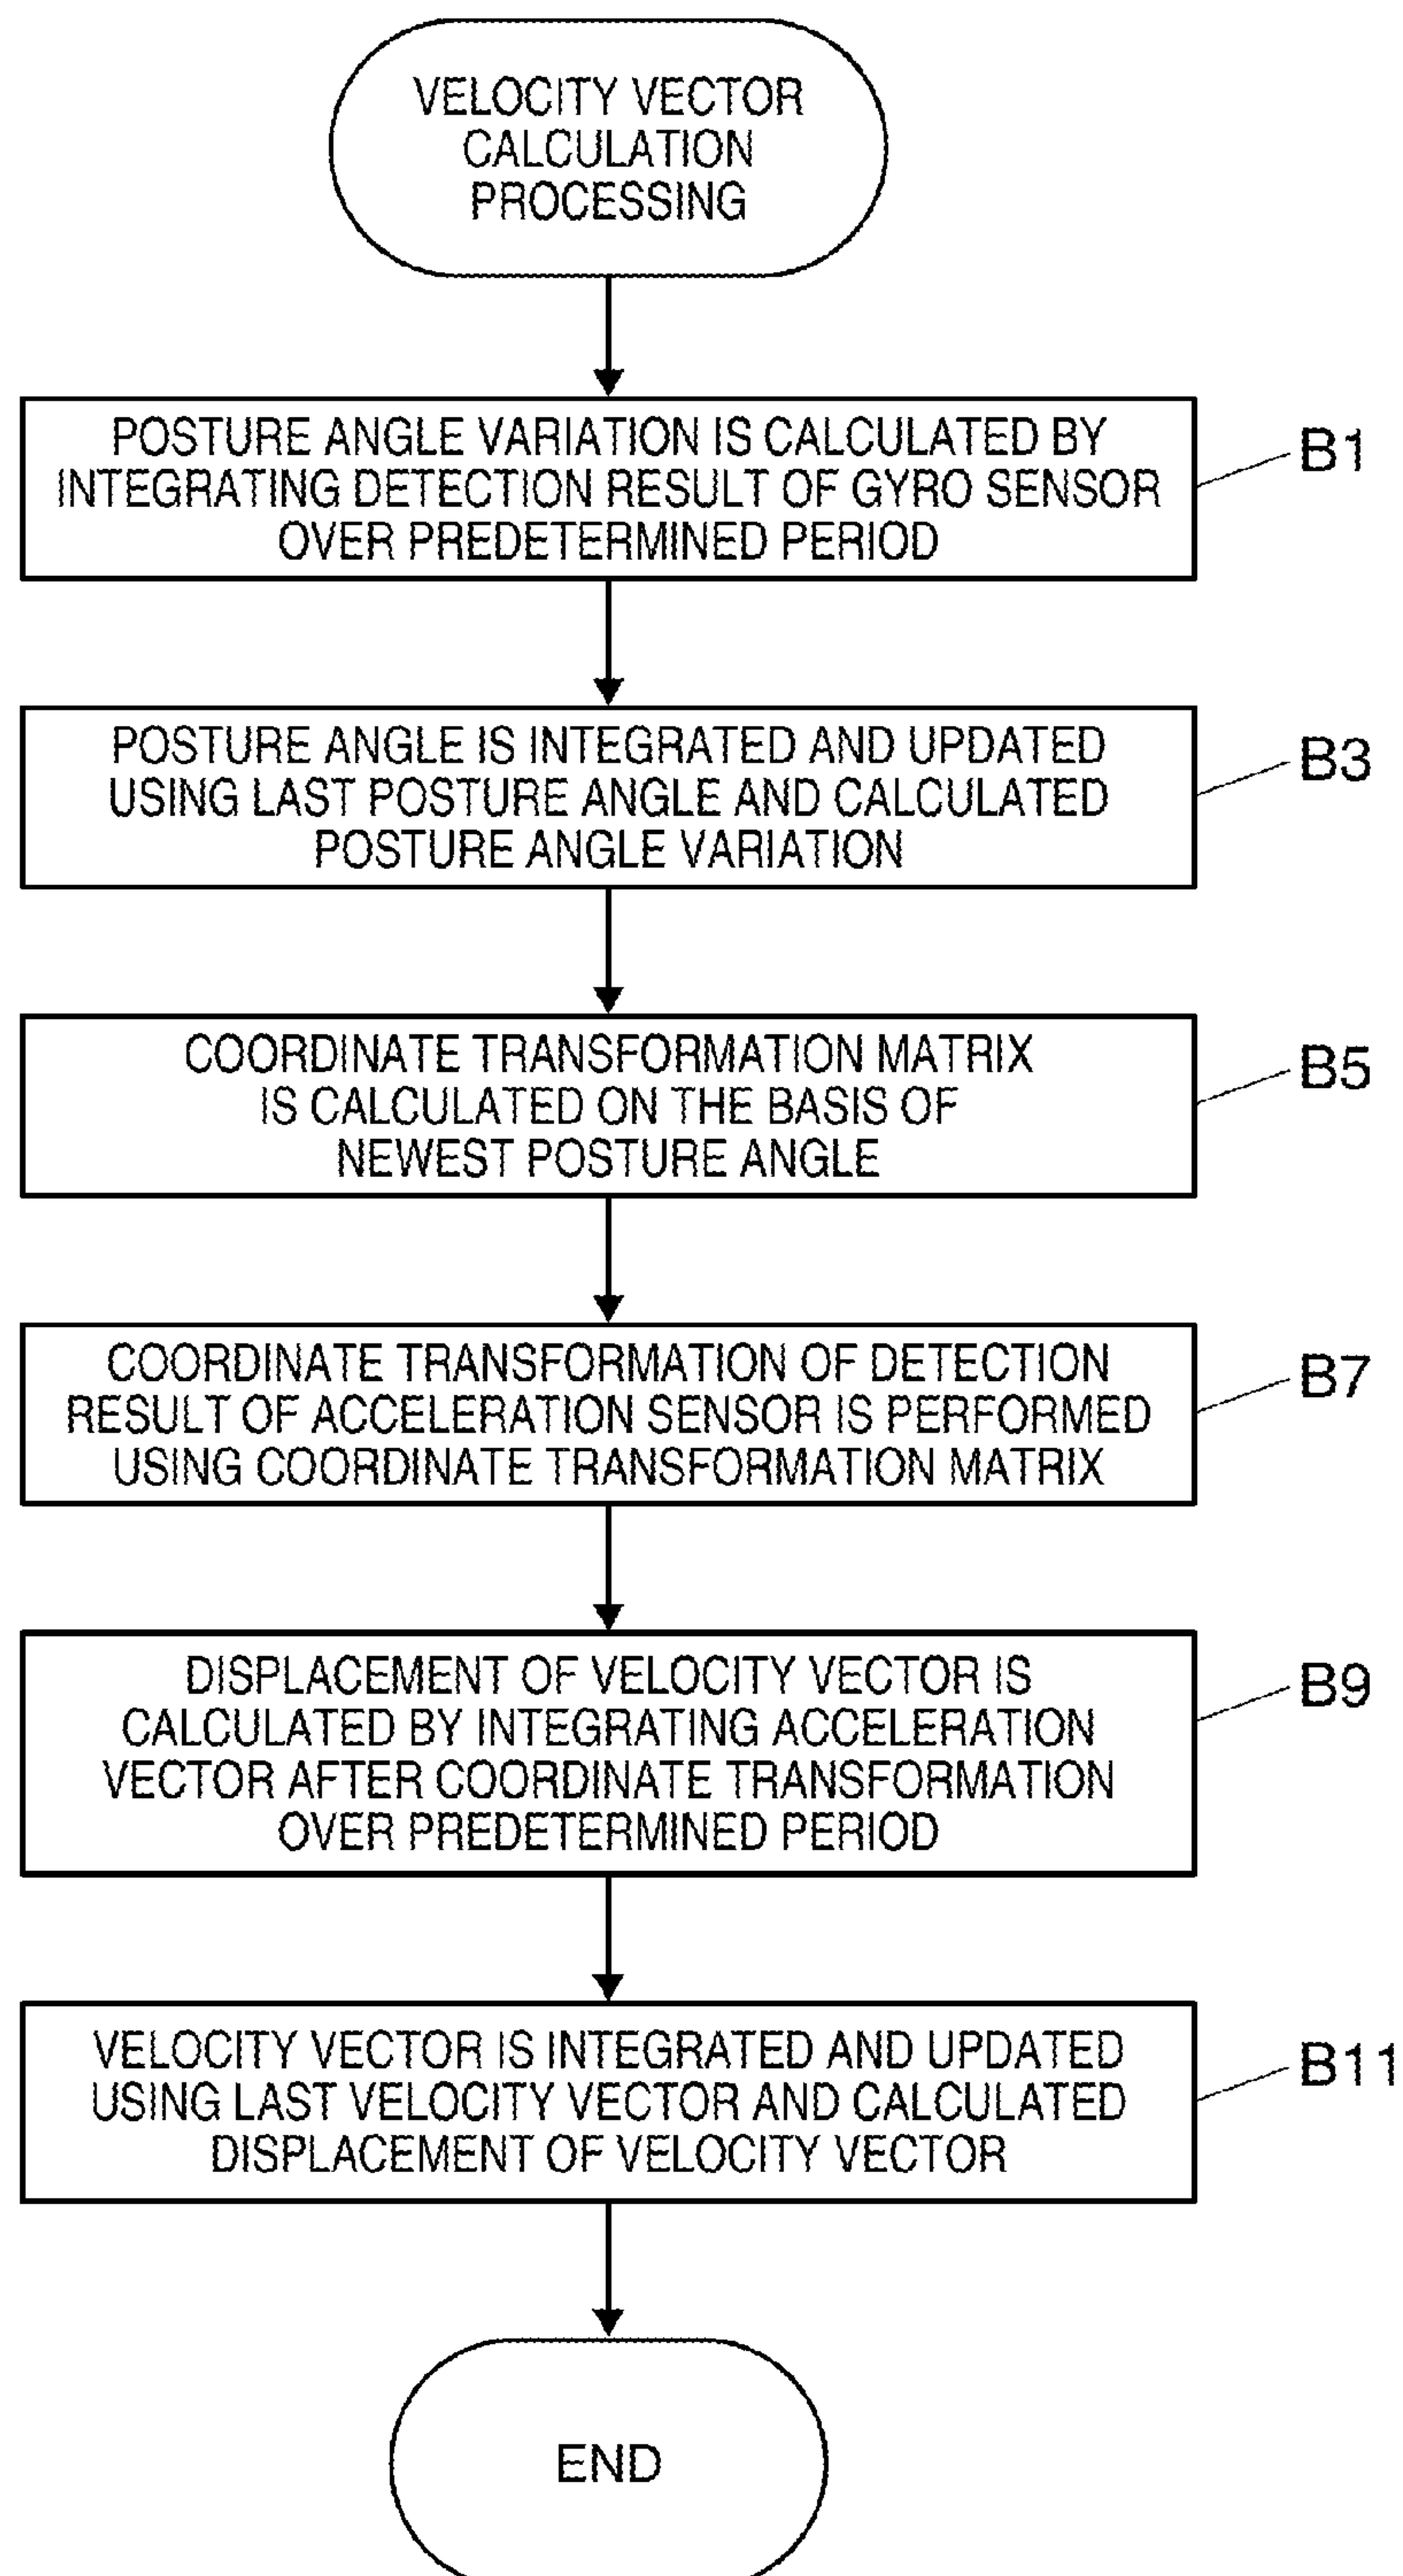 VELOCITY VECTOR
CALCULATION
PROCESSING
POSTURE ANGLE VARIATION IS CALCULATED BY
INTEGRATING DETECTION RESULT OF GYRO SENSOR
OVER PREDETERMINED PERIOD
B1
POSTURE ANGLE IS INTEGRATED AND UPDATED
USING LAST POSTURE ANGLE AND CALCULATED
POSTURE ANGLE VARIATION
B3
COORDINATE TRANSFORMATION MATRIX
IS CALCULATED ON THE BASIS OF
NEWEST POSTURE ANGLE
B5
COORDINATE TRANSFORMATION OF DETECTION
RESULT OF ACCELERATION SENSOR IS PERFORMED
USING COORDINATE TRANSFORMATION MATRIX
B7
DISPLACEMENT OF VELOCITY VECTOR IS
CALCULATED BY INTEGRATING ACCELERATION
VECTOR AFTER COORDINATE TRANSFORMATION
OVER PREDETERMINED PERIOD
B9
VELOCITY VECTOR IS INTEGRATED AND UPDATED
USING LAST VELOCITY VECTOR AND CALCULATED
DISPLACEMENT OF VELOCITY VECTOR
B11
END